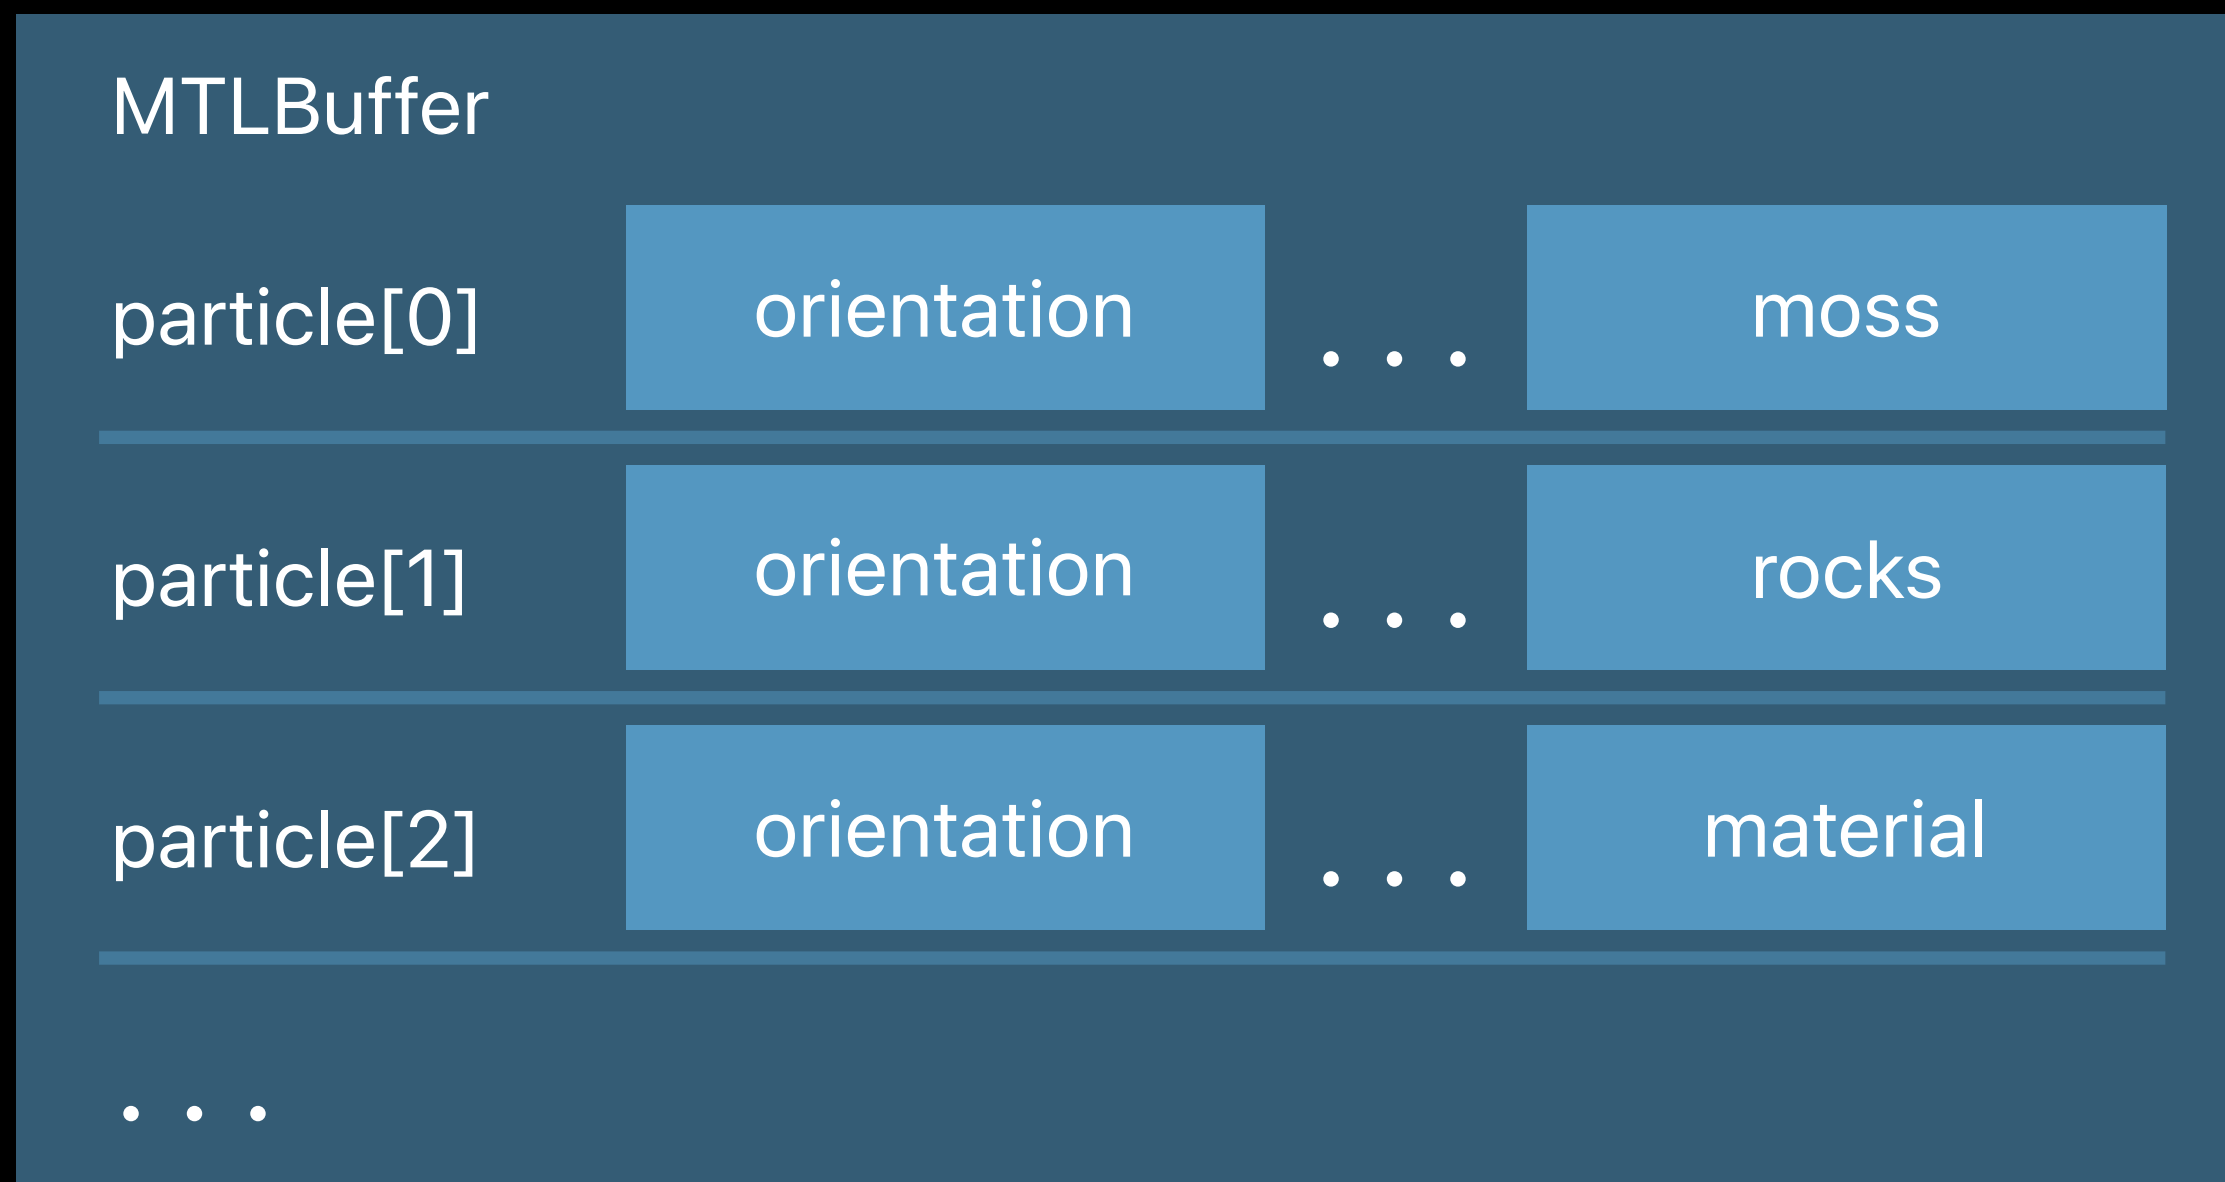 MTLBuffer
particle[0] orientation . . . moss
particle[1] orientation . . . rocks
particle[2] orientation . . . material
. . .